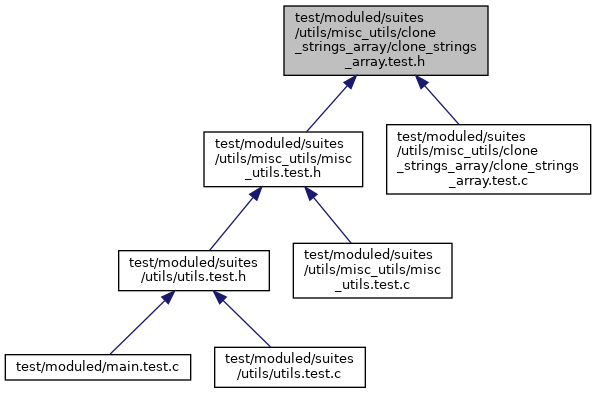 test/moduled/suites
/utils/misc_utils/clone
_strings_array/clone_strings
_array.test.h
test/moduled/suites
/utils/misc_utils/misc
_utils.test.h
test/moduled/suites
/utils/misc_utils/clone
_strings_array/clone_strings
_array.test.c
test/moduled/suites
/utils/utils.test.h
test/moduled/suites
/utils/misc_utils/misc
_utils.test.c
test/moduled/main.test.c
test/moduled/suites
/utils/utils.test.c